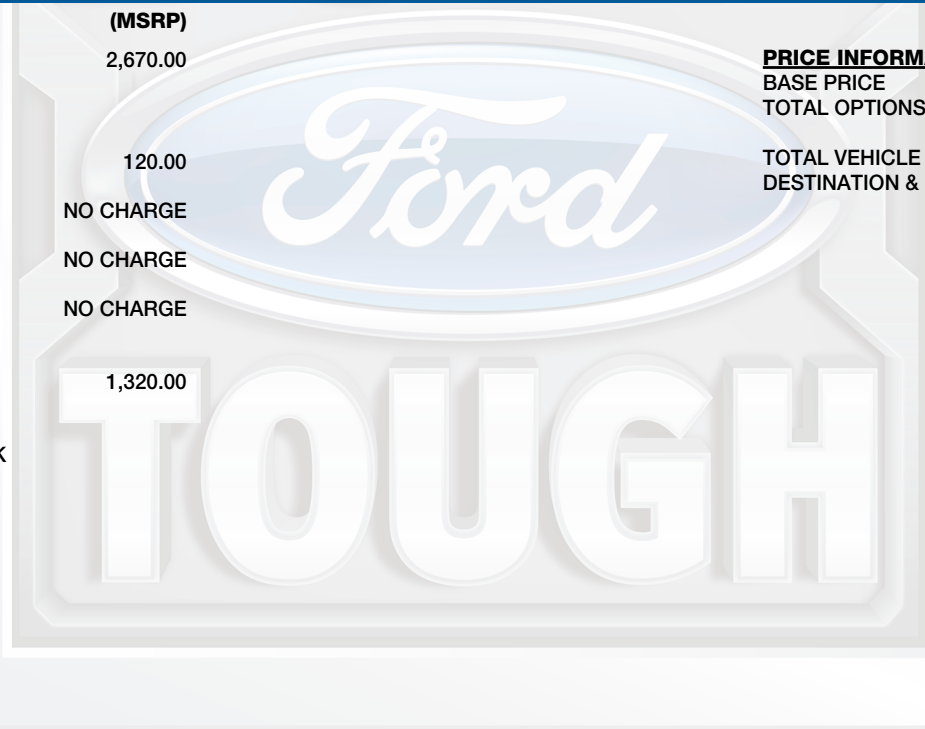 (MSRP)
2,670.00
120.00
NO CHARGE
NO CHARGE
NO CHARGE
1,320.00
K
PRICE INFORMA
BASE PRICE
TOTAL OPTIONS
TOTAL VEHICLE
DESTINATION &
Ford
TOUGH